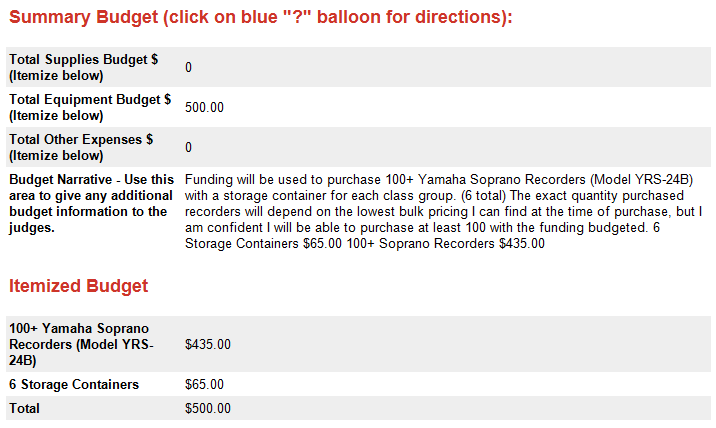 Summary Budget (click on blue "?" balloon for directions):
Total Supplies Budget $
(Itemize below)
0
Total Equipment Budget $
(Itemize below)
500.00
Total Other Expenses $
(Itemize below)
0
Budget Narrative - Use this
area to give any additional
budget information to the
judges.
Funding will be used to purchase 100+ Yamaha Soprano Recorders (Model YRS-24B)
with a storage container for each class group. (6 total) The exact quantity purchased
recorders will depend on the lowest bulk pricing I can find at the time of purchase, but I
am confident I will be able to purchase at least 100 with the funding budgeted. 6
Storage Containers $65.00 100+ Soprano Recorders $435.00
Itemized Budget
100+ Yamaha Soprano
Recorders (Model YRS-
24B)
$435.00
6 Storage Containers
$65.00
Total
$500.00